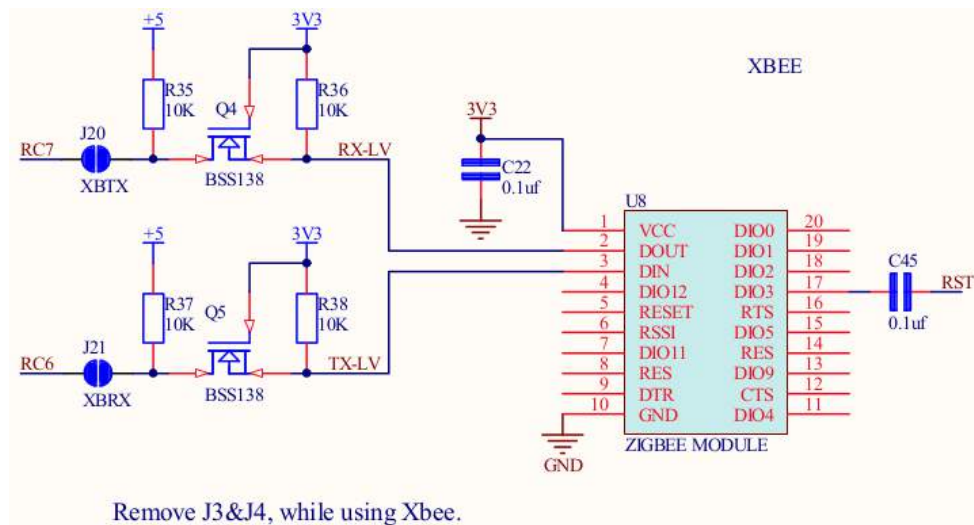 +5
3V3
XBEE
R35
10K
Q4
R36
10K
J20
RC7
XBTX
BSS138
RX-LV
3V3
C22
0.1uf
+5
3V3
R37
10K
Q5
R38
10K
J21
RC6
XBRX
BSS138
TX-LV
U8
1 VCC DIO0 20
2 DOUT DIO1 19
3 DIN DIO2 18
4 DIO12 DIO3 17
5 RESET RTS 16
6 RSSI DIO5 15
7 DIO11 RES 14
8 RES DIO9 13
9 DTR CTS 12
10 GND DIO4 11
ZIGBEE MODULE
GND
C45
0.1uf
RST
Remove J3&J4, while using Xbee.